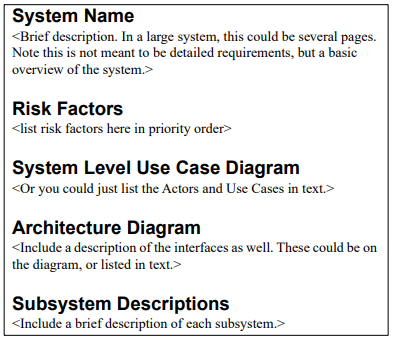 System Name
<Brief description. In a large system, this could be several pages.
Note this is not meant to be detailed requirements, but a basic
overview of the system.>
Risk Factors
<list risk factors here in priority order>
System Level Use Case Diagram
<Or you could just list the Actors and Use Cases in text.>
Architecture Diagram
<Include a description of the interfaces as well. These could be on
the diagram, or listed in text.>
Subsystem Descriptions
<Include a brief description of each subsystem.>